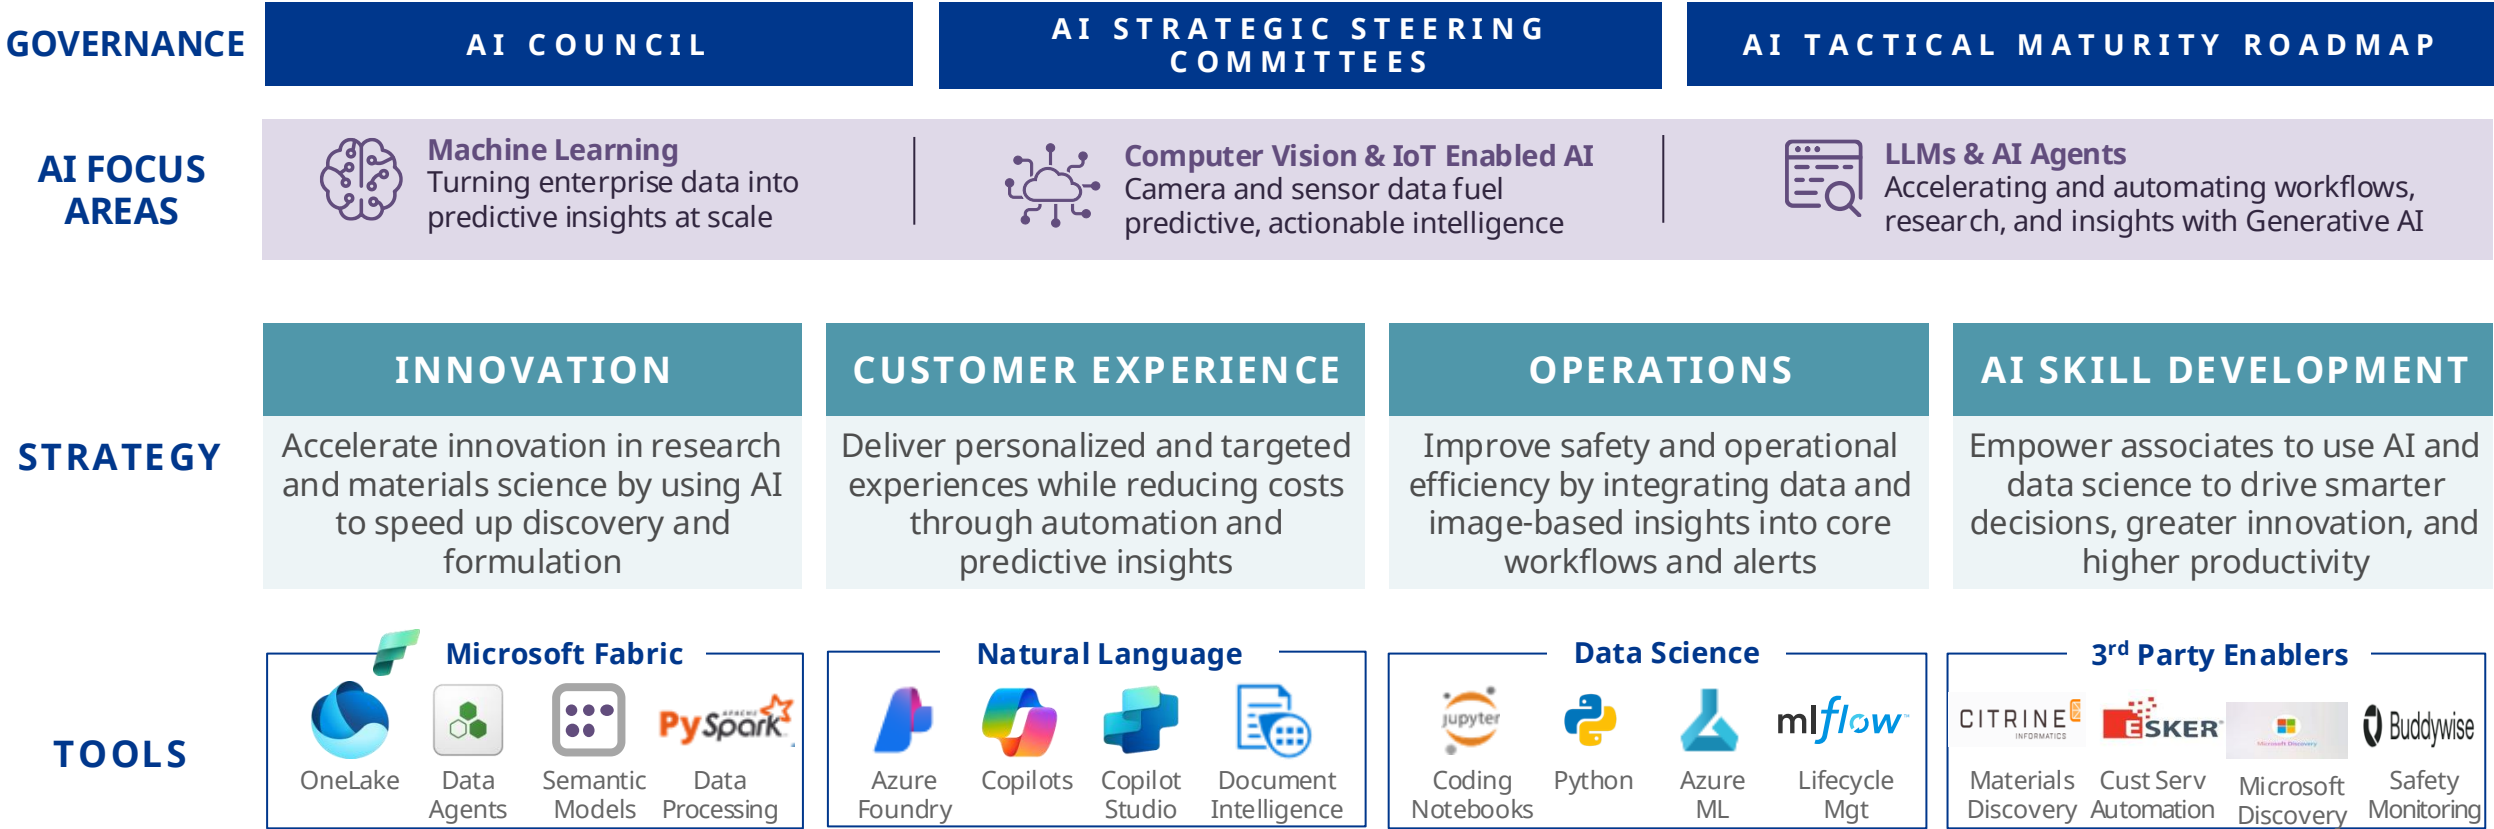 GOVERNANCE
AI COUNCIL
AI STRATEGIC STEERING
COMMITTEES
AI TACTICAL MATURITY ROADMAP
AI FOCUS
AREAS
Machine Learning
Turning enterprise data into
predictive insights at scale
Computer Vision & IoT Enabled AI
Camera and sensor data fuel
predictive, actionable intelligence
LLMs & AI Agents
Accelerating and automating workflows,
research, and insights with Generative AI
STRATEGY
INNOVATION
Accelerate innovation in research
and materials science by using AI
to speed up discovery and
formulation
CUSTOMER EXPERIENCE
Deliver personalized and targeted
experiences while reducing costs
through automation and
predictive insights
OPERATIONS
Improve safety and operational
efficiency by integrating data and
image-based insights into core
workflows and alerts
AI SKILL DEVELOPMENT
Empower associates to use AI and
data science to drive smarter
decisions, greater innovation, and
higher productivity
TOOLS
Microsoft Fabric
OneLake
Data
Agents
Semantic
Models
APACHE
PySpark
Data
Processing
Natural Language
Azure
Foundry
Copilots
Copilot
Studio
Document
Intelligence
Data Science
jupyter
Coding
Notebooks
Python
Azure
ML
mlflow™
Lifecycle
Mgt
3rd Party Enablers
CITRINE
INFORMATICS
Materials
Discovery
ESKER
Cust Serv
Automation
Microsoft Discovery
Microsoft
Discovery
Buddywise
Safety
Monitoring